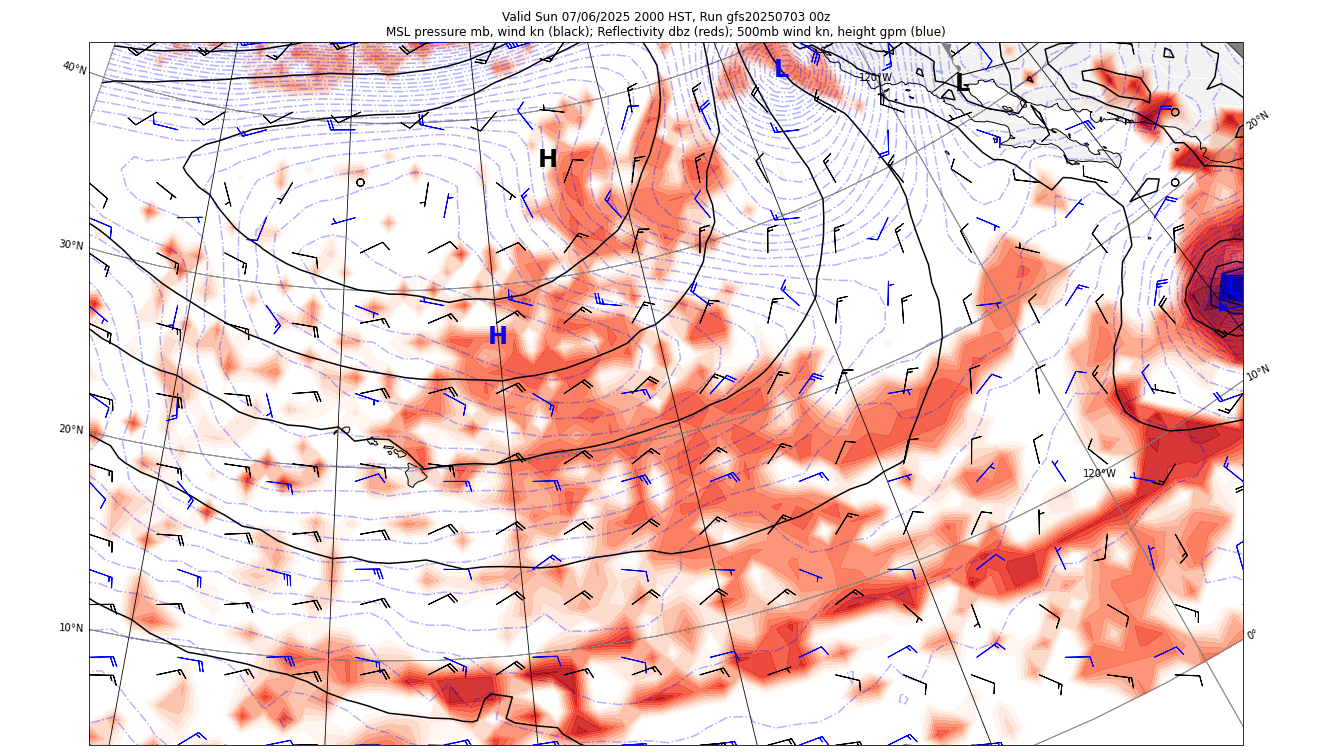 Valid Sun 07/06/2025 2000 HST, Run gfs20250703 00z
MSL pressure mb, wind kn (black); Reflectivity dbz (reds); 500mb wind kn, height gpm (blue)
40°N
L
120°W
L
20°N
H
30°N
H
10°N
20°N
120°W
10°N
0°